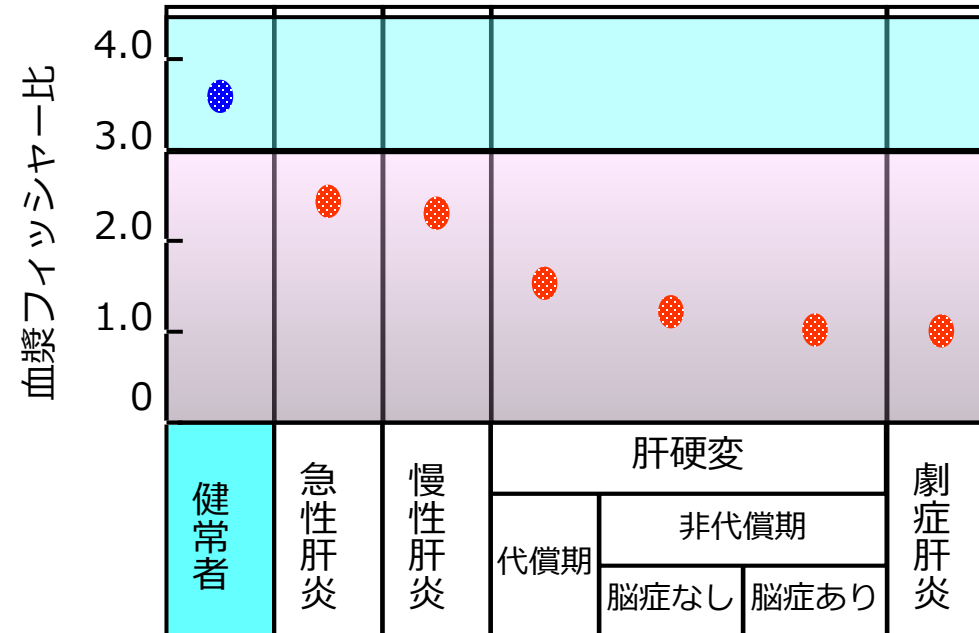 血漿フィッシャー比
4.0
3.0
2.0
1.0
0
健常者
急性肝炎
慢性肝炎
肝硬変
代償期
非代償期
脳症なし
脳症あり
劇症肝炎